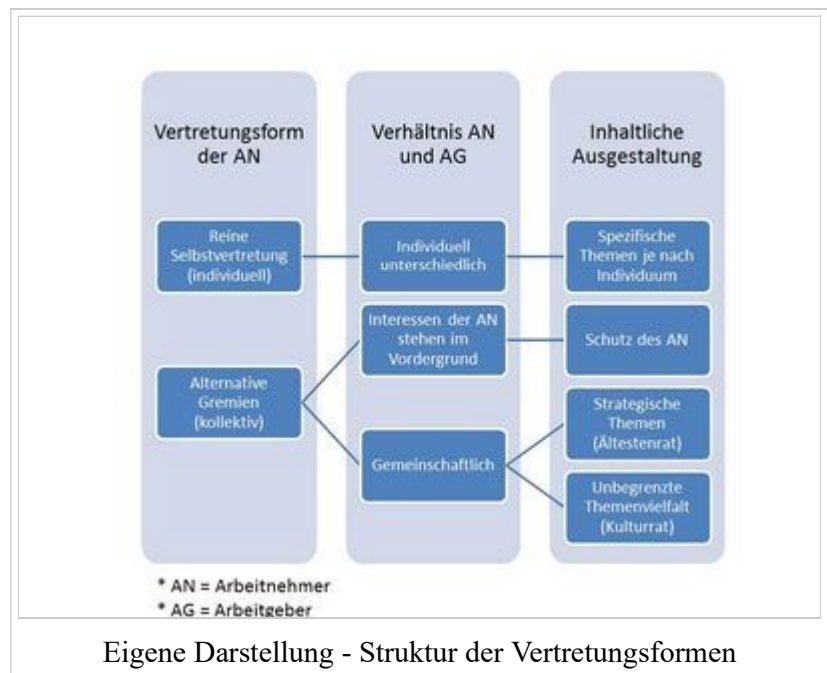 Vertretungsform
der AN
Verhältnis AN
und AG
Inhaltliche
Ausgestaltung
Reine
Selbstvertretung
(individuell)
Individuell
unterschiedlich
Spezifische
Themen je nach
Individuum
Interessen der AN
stehen im
Vordergrund
Schutz des AN
Alternative
Gremien
(kollektiv)
Strategische
Themen
(Ältestenrat)
Gemeinschaftlich
Unbegrenzte
Themenvielfalt
(Kulturrat)
* AN = Arbeitnehmer
* AG = Arbeitgeber
Eigene Darstellung - Struktur der Vertretungsformen